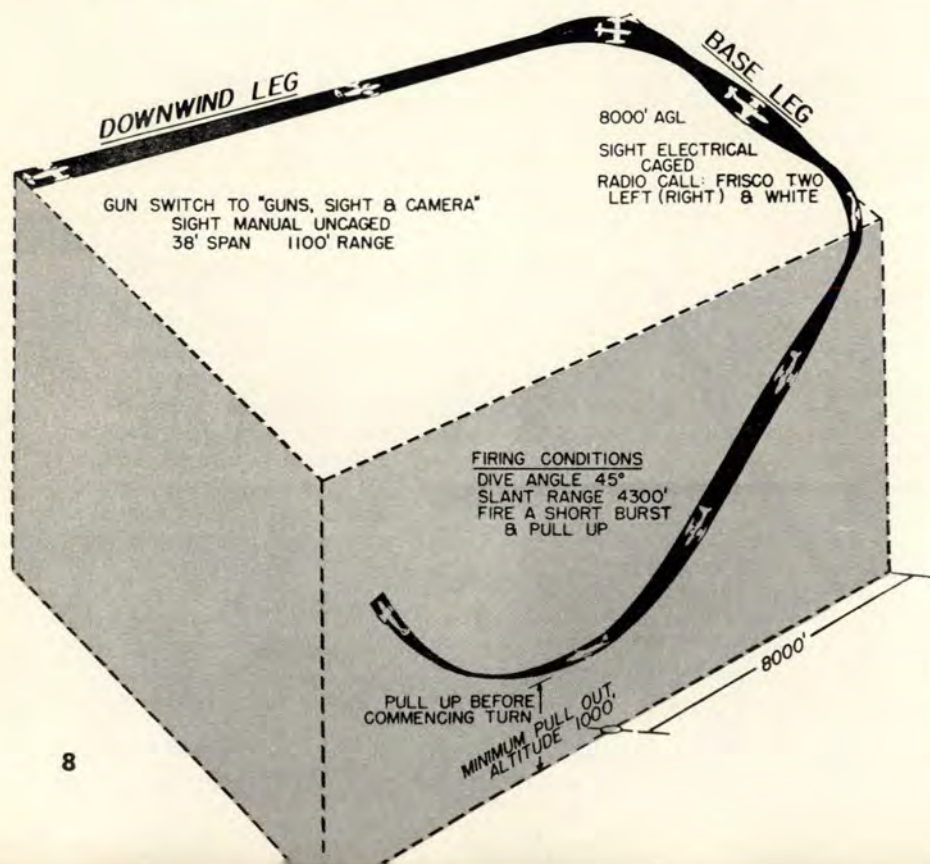 DOWNWIND LEG
BASE LEG
8000' AGL
SIGHT ELECTRICAL
CAGED
RADIO CALL: FRISCO TWO
LEFT (RIGHT) & WHITE
GUN SWITCH TO "GUNS, SIGHT & CAMERA"
SIGHT MANUAL UNCAGED
38' SPAN 1100' RANGE
FIRING CONDITIONS
DIVE ANGLE 45°
SLANT RANGE 4300'
FIRE A SHORT BURST
& PULL UP
8000'
PULL UP BEFORE
COMMENCING TURN
MINIMUM PULL OUT,
ALTITUDE 1000'
8